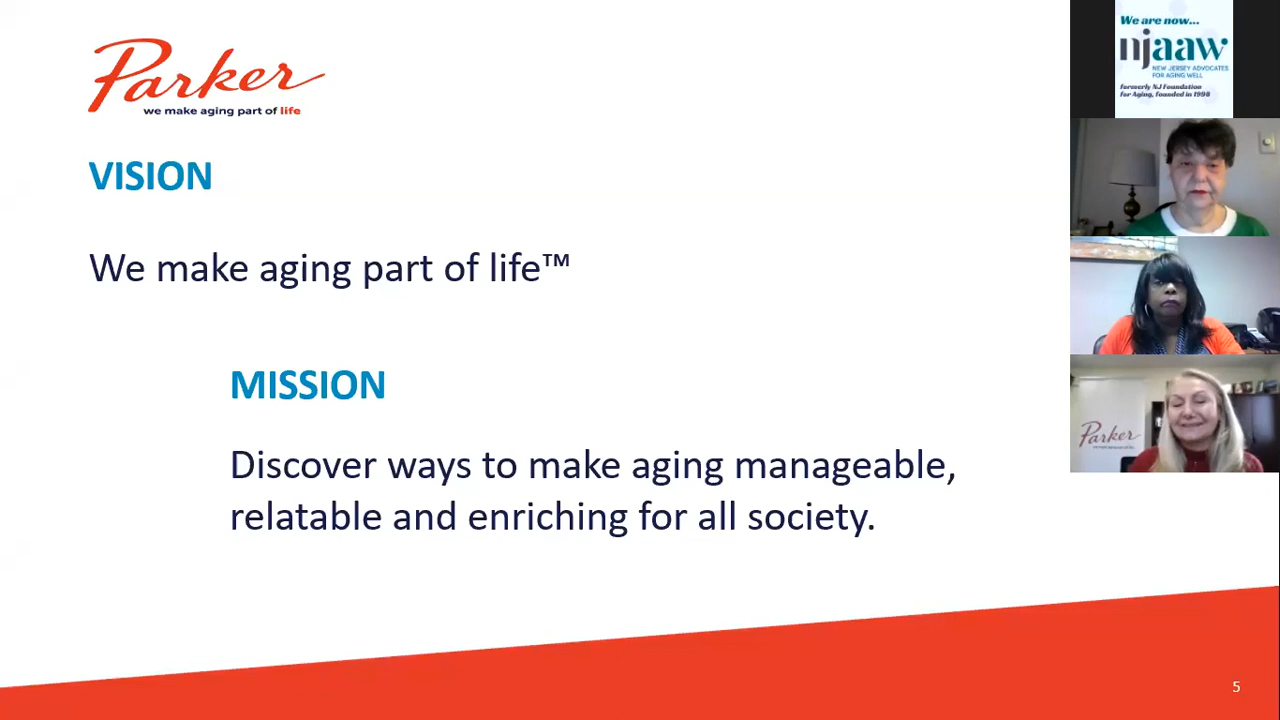 Parker
we make aging part of life
VISION
We make aging part of life™
MISSION
Discover ways to make aging manageable,
relatable and enriching for all society.
5
We are now...
njaaw
NEW JERSEY ADVOCATES
FOR AGING WELL
formerly NJ Foundation
for Aging, founded in 1998
Parker